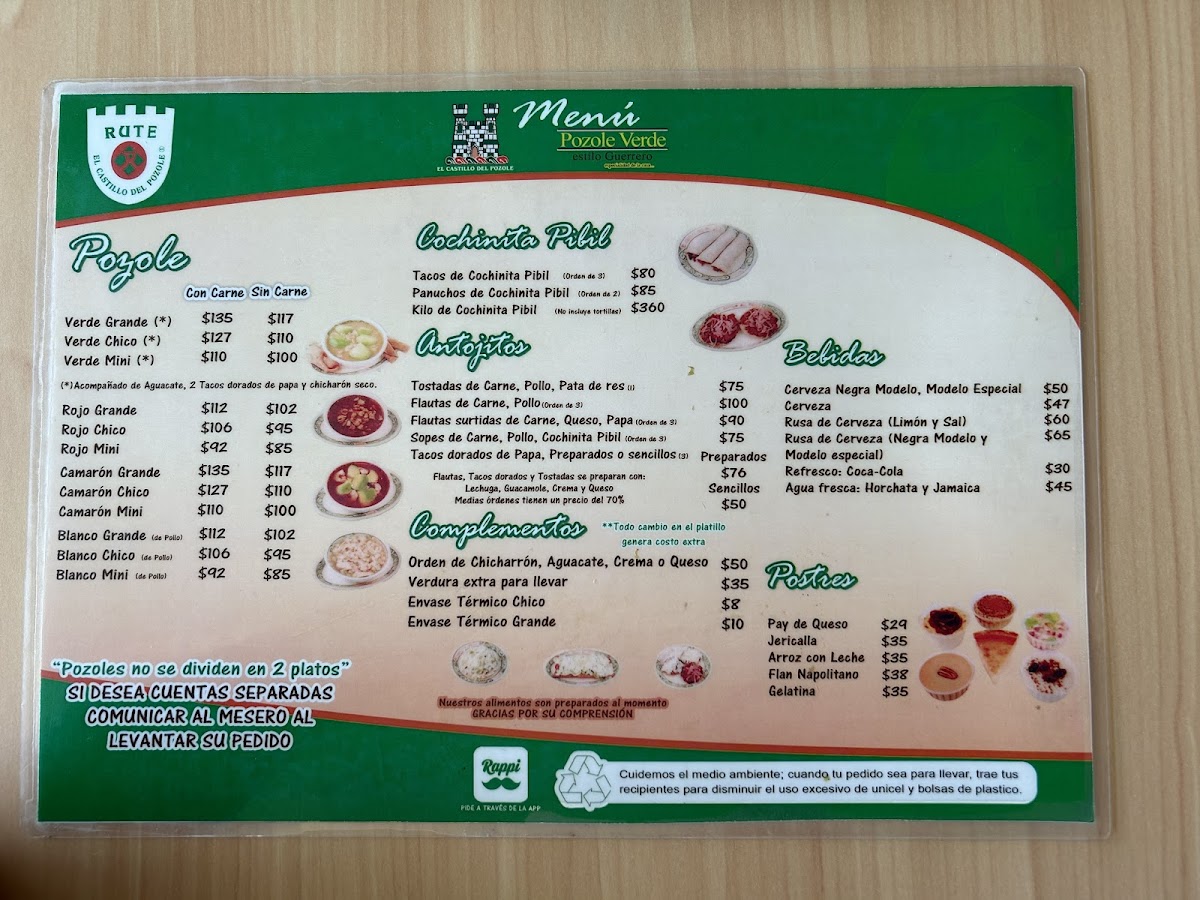 RUTE
EL CASTILLO DEL POZOLE®
EL CASTILLO DEL POZOLE
Menú
Pozole Verde
estilo Guerrero
especialidad de la casa...
Pozole
Con Carne Sin Carne
Verde Grande (*) $135 $117
Verde Chico (*) $127 $110
Verde Mini (*) $110 $100
(*)Acompañado de Aguacate, 2 Tacos dorados de papa y chicharón seco.
Rojo Grande $112 $102
Rojo Chico $106 $95
Rojo Mini $92 $85
Camarón Grande $135 $117
Camarón Chico $127 $110
Camarón Mini $110 $100
Blanco Grande (de Pollo) $112 $102
Blanco Chico (de Pollo) $106 $95
Blanco Mini (de Pollo) $92 $85
"Pozoles no se dividen en 2 platos"
SI DESEA CUENTAS SEPARADAS
COMUNICAR AL MESERO AL
LEVANTAR SU PEDIDO
Cochinita Pibil
Tacos de Cochinita Pibil (Orden de 3) $80
Panuchos de Cochinita Pibil (Orden de 2) $85
Kilo de Cochinita Pibil (No incluye tortillas) $360
Antojitos
Tostadas de Carne, Pollo, Pata de res (1) $75
Flautas de Carne, Pollo (Orden de 3) $100
Flautas surtidas de Carne, Queso, Papa (Orden de 3) $90
Sopes de Carne, Pollo, Cochinita Pibil (Orden de 3) $75
Tacos dorados de Papa, Preparados o sencillos (3) Preparados
$76
Sencillos
$50
Flautas, Tacos dorados y Tostadas se preparan con:
Lechuga, Guacamole, Crema y Queso
Medias órdenes tienen un precio del 70%
Complementos
**Todo cambio en el platillo
genera costo extra
Orden de Chicharrón, Aguacate, Crema o Queso $50
Verdura extra para llevar $35
Envase Térmico Chico $8
Envase Térmico Grande $10
Nuestros alimentos son preparados al momento
GRACIAS POR SU COMPRENSIÓN
Bebidas
Cerveza Negra Modelo, Modelo Especial $50
Cerveza $47
Rusa de Cerveza (Limón y Sal) $60
Rusa de Cerveza (Negra Modelo y $65
Modelo especial)
Refresco: Coca-Cola $30
Agua fresca: Horchata y Jamaica $45
Postres
Pay de Queso $29
Jericalla $35
Arroz con Leche $35
Flan Napolitano $38
Gelatina $35
Rappi
PIDE A TRAVÉS DE LA APP
Cuidemos el medio ambiente; cuando tu pedido sea para llevar, trae tus
recipientes para disminuir el uso excesivo de unicel y bolsas de plastico.